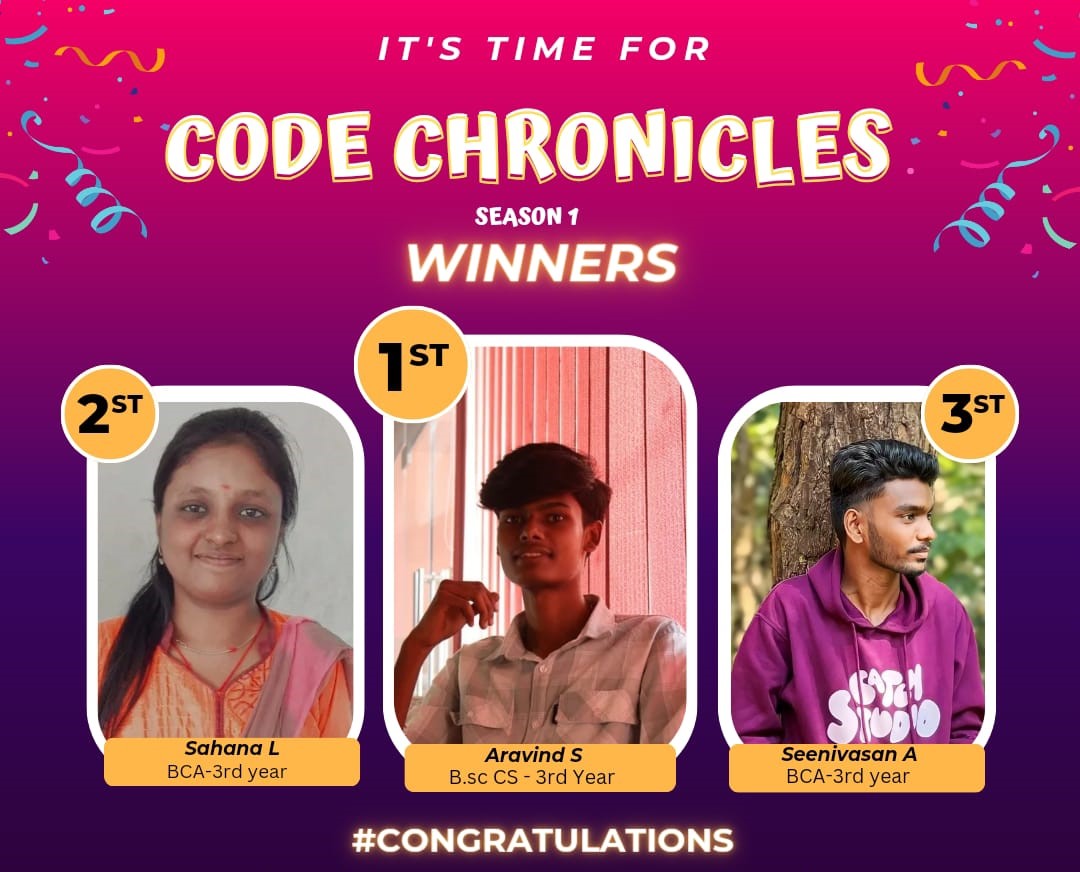 IT'S TIME FOR
CODE CHRONICLES
SEASON 1
WINNERS
2ST
1ST
3ST
Sahana L
BCA-3rd year
Aravind S
B.sc CS - 3rd Year
Seenivasan A
BCA-3rd year
#CONGRATULATIONS